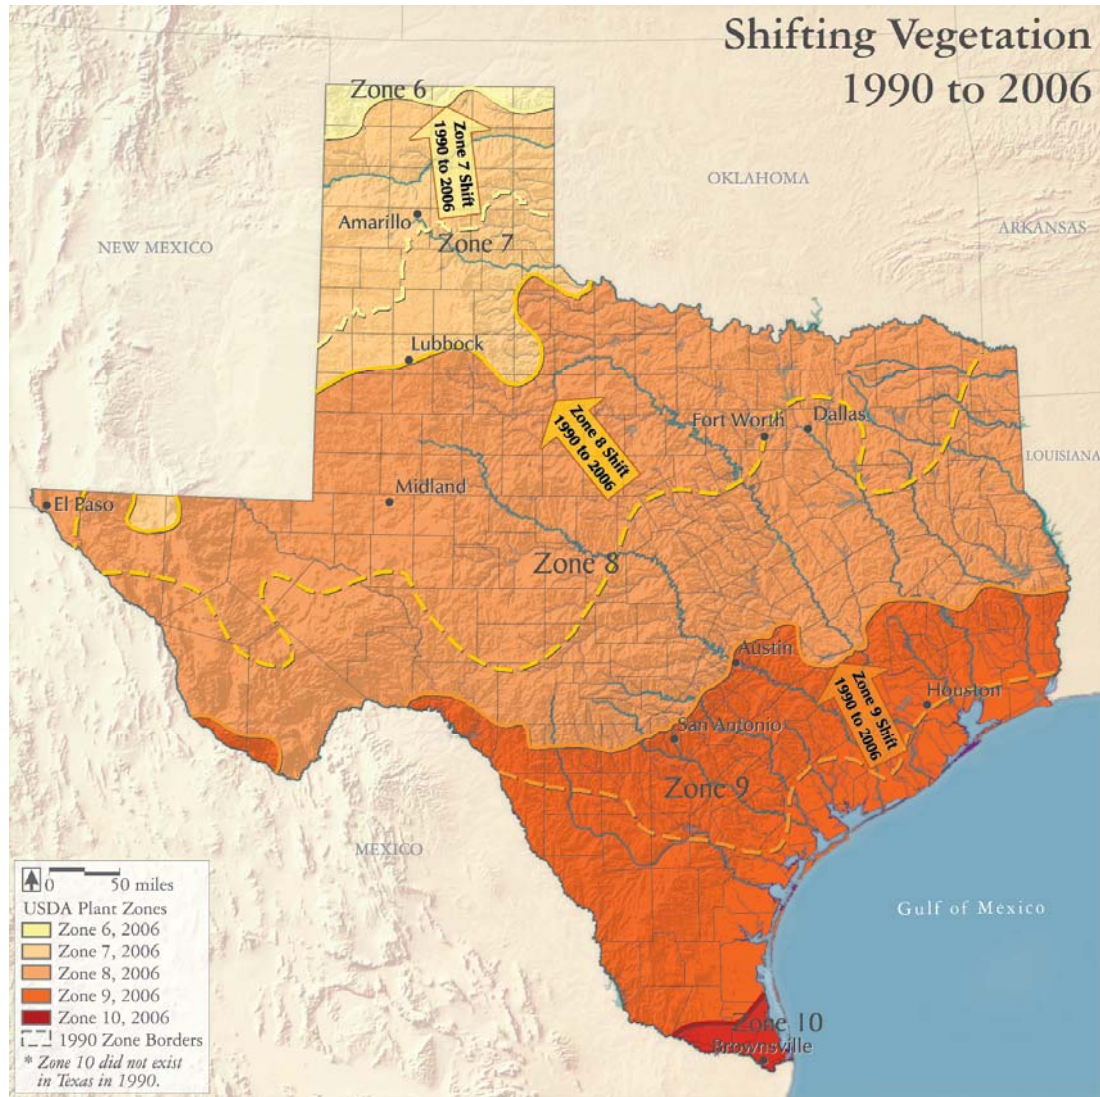 Shifting Vegetation
1990 to 2006
Zone 6
Zone 7 Shift
1990 to 2006
OKLAHOMA
ARKANSAS
Amarillo
NEW MEXICO
Zone 7
Lubbock
Zone 8 Shift
1990 to 2006
Fort Worth
Dallas
LOUISIANA
Midland
El Paso
Zone 8
Austin
Zone 9 Shift
1990 to 2006
Houston
San Antonio
Zone 9
MEXICO
Gulf of Mexico
Zone 10
Brownsville
0 50 miles
USDA Plant Zones
Zone 6, 2006
Zone 7, 2006
Zone 8, 2006
Zone 9, 2006
Zone 10, 2006
1990 Zone Borders
* Zone 10 did not exist
in Texas in 1990.